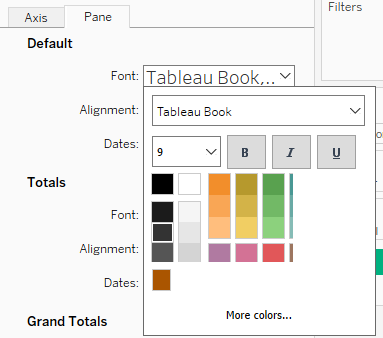 Axis
Pane
Filters
Default
Font: Tableau Book,..
Alignment:
Tableau Book
Dates:
9
B
I
U
Totals
Font:
Alignment:
Dates:
More colors...
Grand Totals